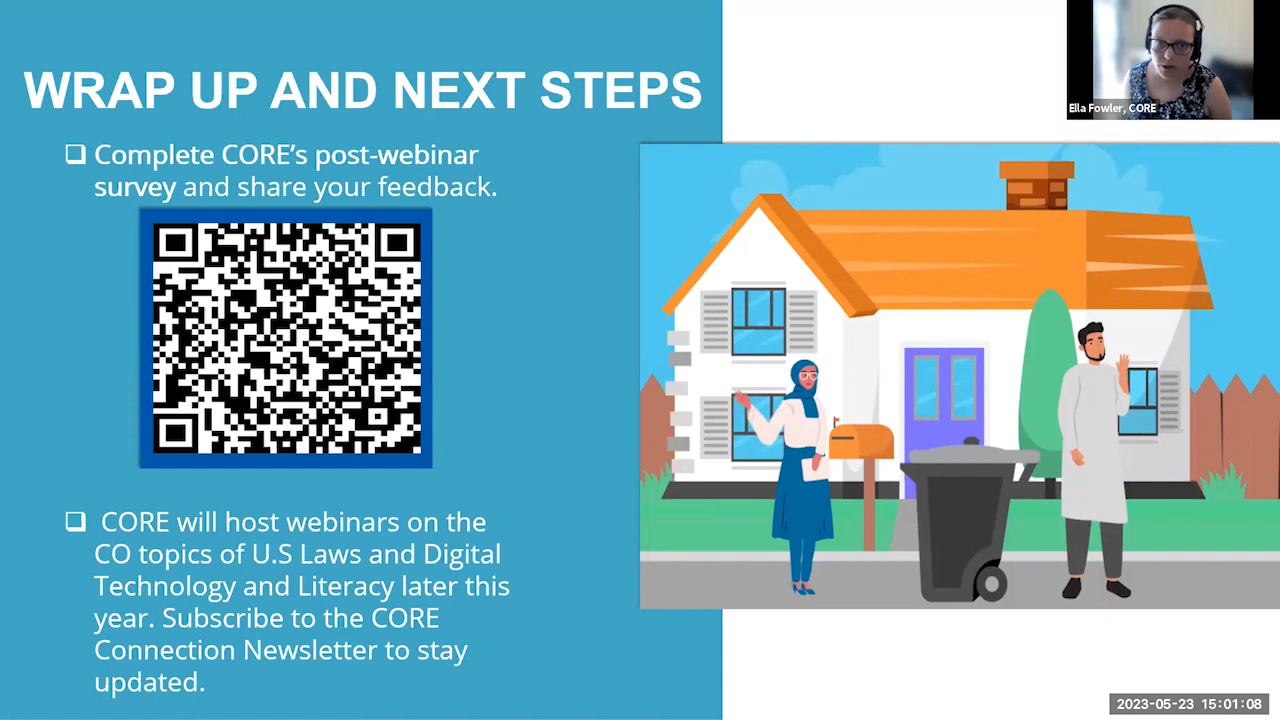 WRAP UP AND NEXT STEPS
❑ Complete CORE’s post-webinar
survey and share your feedback.
❑ CORE will host webinars on the
CO topics of U.S Laws and Digital
Technology and Literacy later this
year. Subscribe to the CORE
Connection Newsletter to stay
updated.
Ella Fowler, CORE
2023-05-23 15:01:08